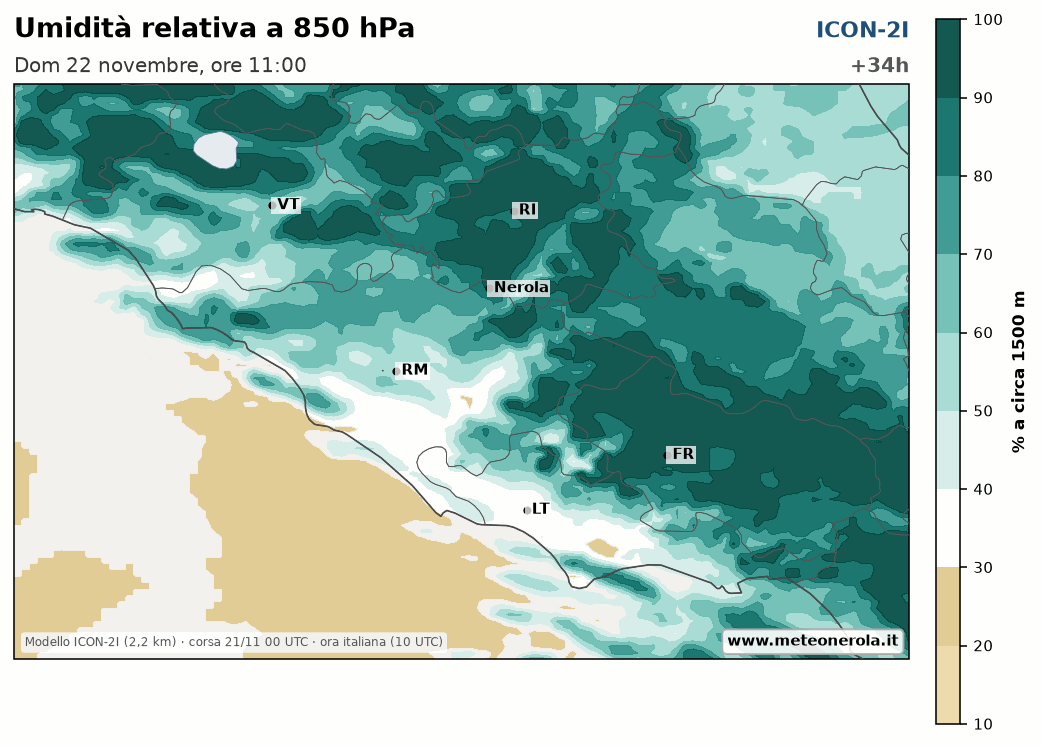 Umidità relativa a 850 hPa
ICON-2I
Dom 22 novembre, ore 11:00
+34h
VT
RI
Nerola
RM
FR
LT
Modello ICON-2I (2,2 km) · corsa 21/11 00 UTC · ora italiana (10 UTC)
www.meteonerola.it
100
90
80
70
60
50
40
30
20
10
% a circa 1500 m